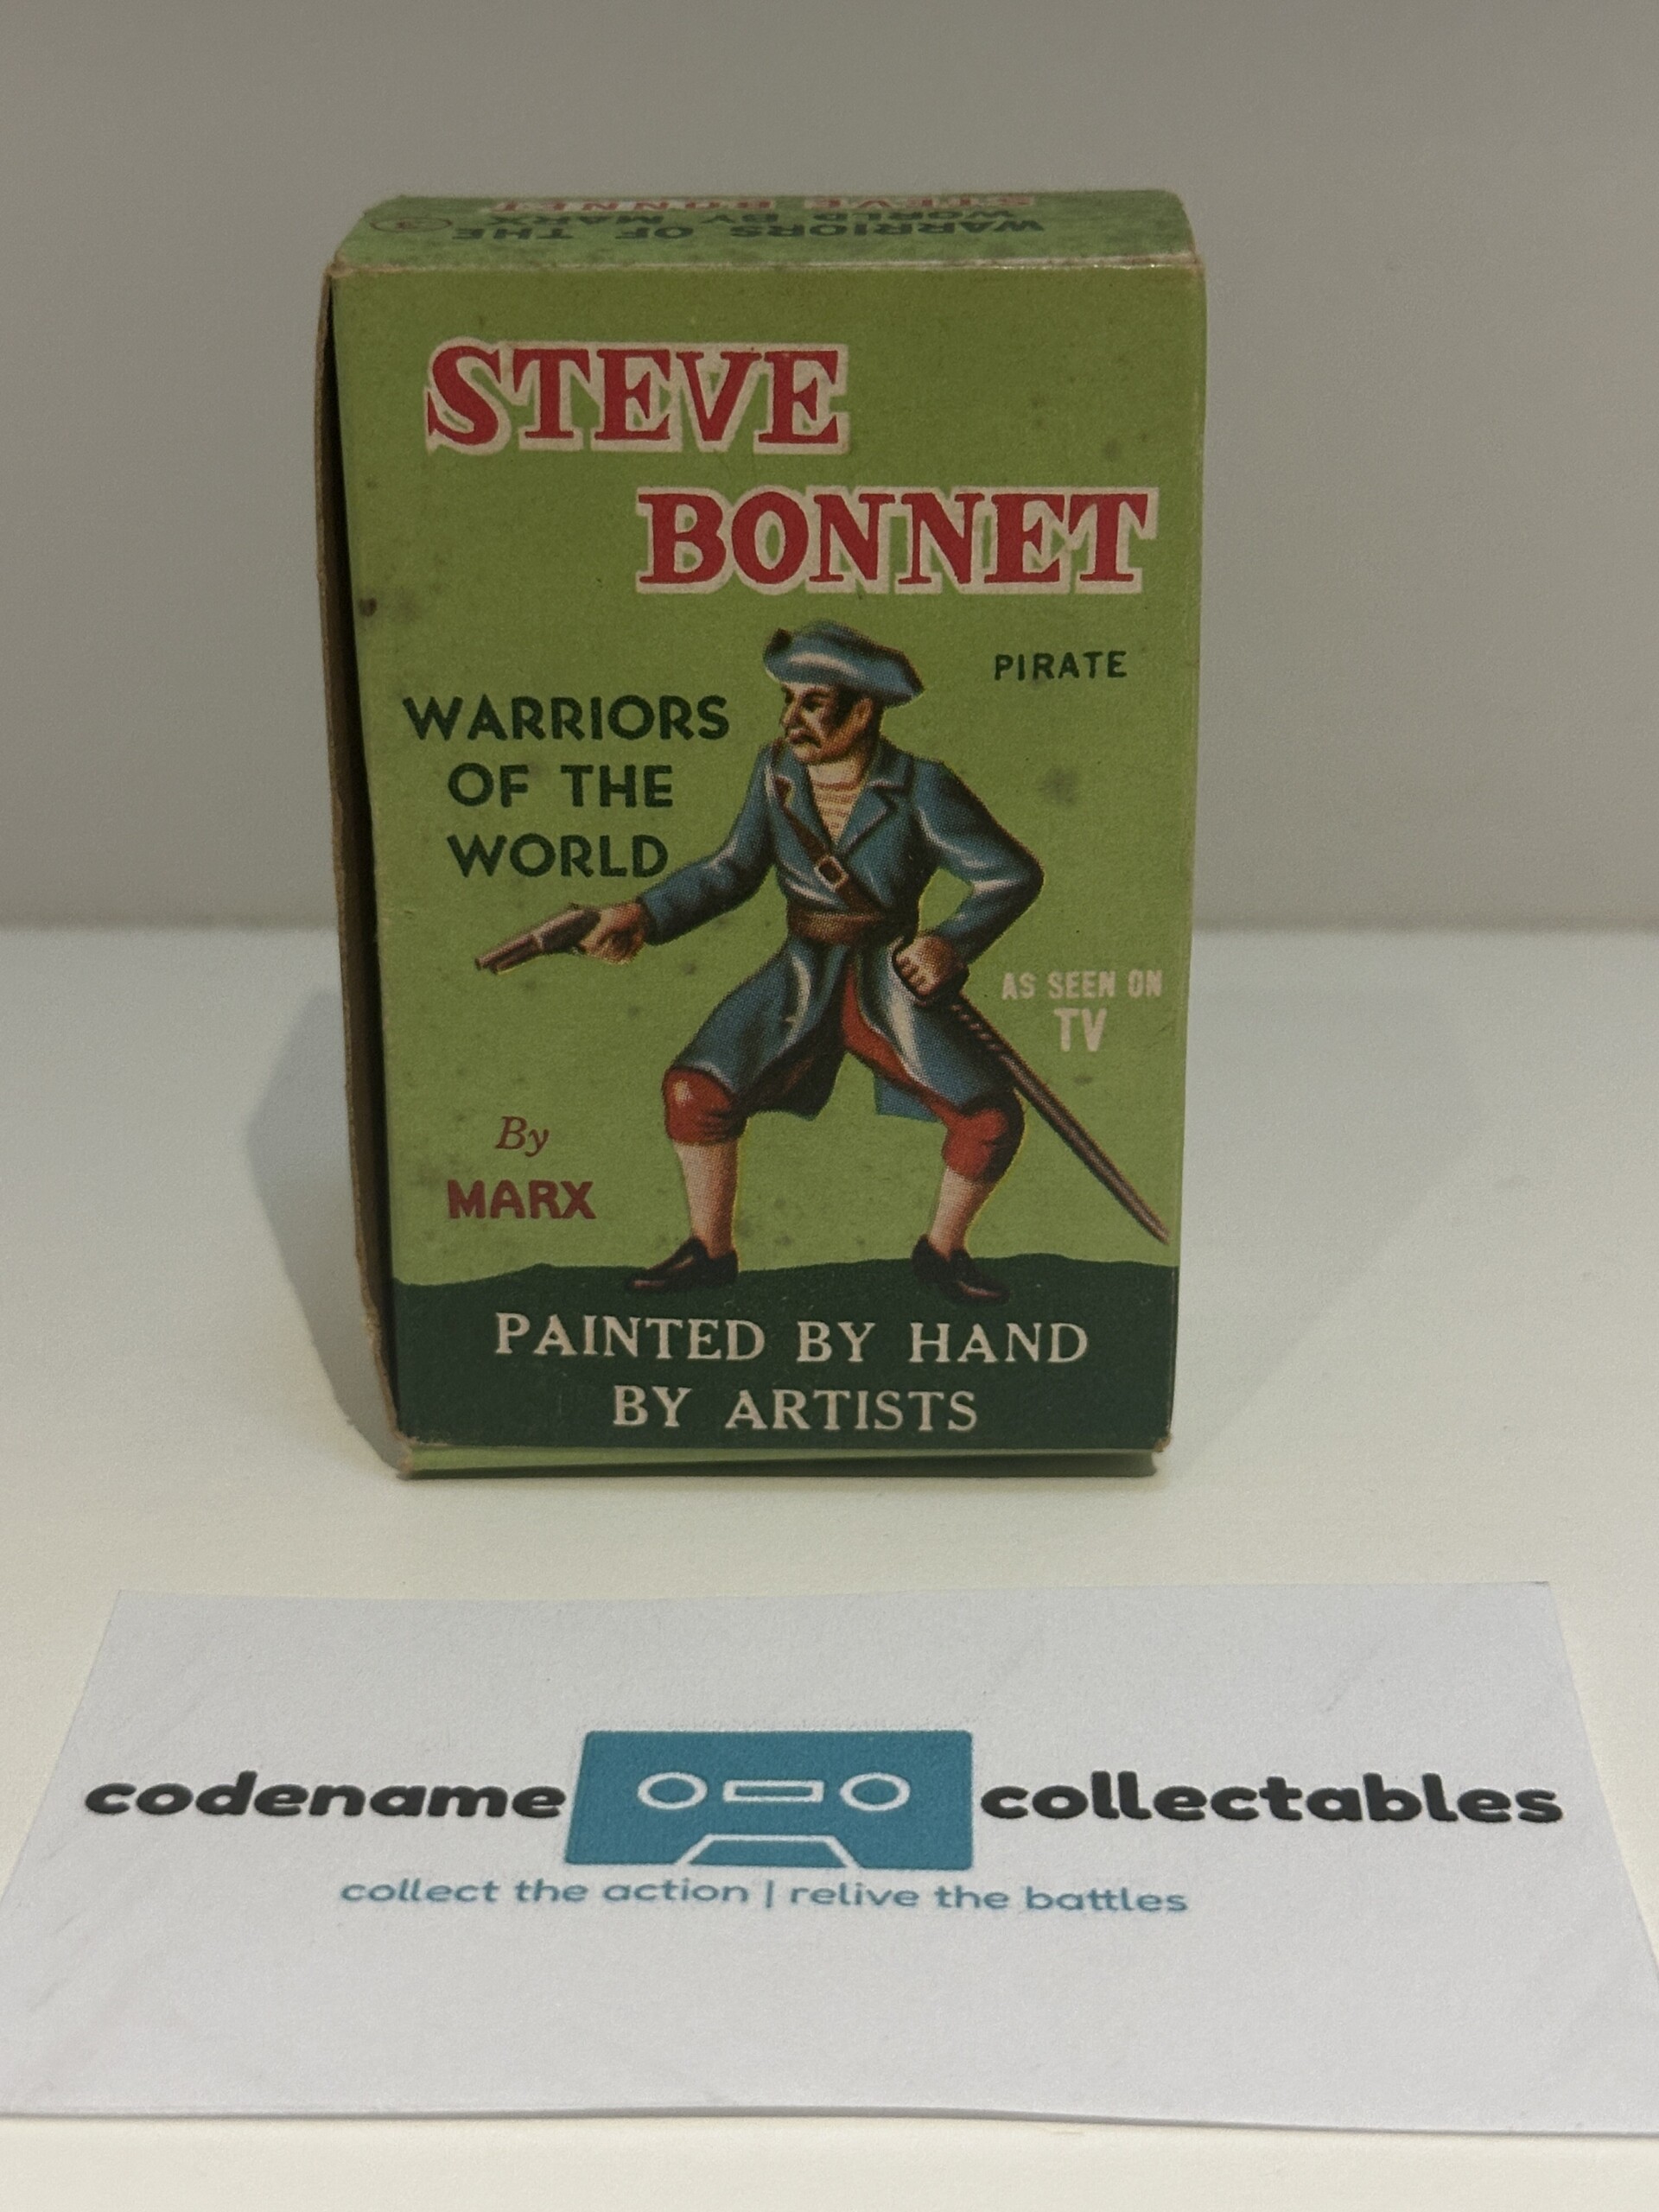 STEVE BONNET
WARRIORS OF THE
WORLD BY MARX
3
STEVE
BONNET
PIRATE
WARRIORS
OF THE
WORLD
AS SEEN ON
TV
By
MARX
PAINTED BY HAND
BY ARTISTS
codename collectables
collect the action | relive the battles